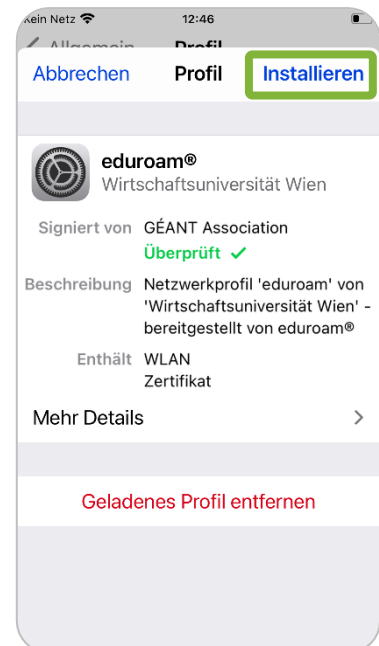 Kein Netz 12:46
Allgemein Profil
Abbrechen Profil Installieren
eduroam®
Wirtschaftsuniversität Wien
Signiert von GÉANT Association
Überprüft ✓
Beschreibung Netzwerkprofil 'eduroam' von
'Wirtschaftsuniversität Wien' -
bereitgestellt von eduroam®
Enthält WLAN
Zertifikat
Mehr Details
Geladenes Profil entfernen